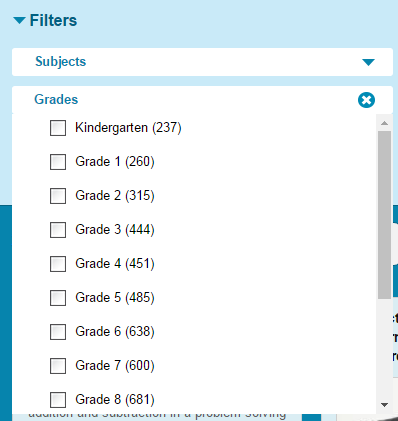 Filters
Subjects
Grades
Kindergarten (237)
Grade 1 (260)
Grade 2 (315)
Grade 3 (444)
Grade 4 (451)
Grade 5 (485)
Grade 6 (638)
Grade 7 (600)
Grade 8 (681)
addition and subtraction in a problem-solving